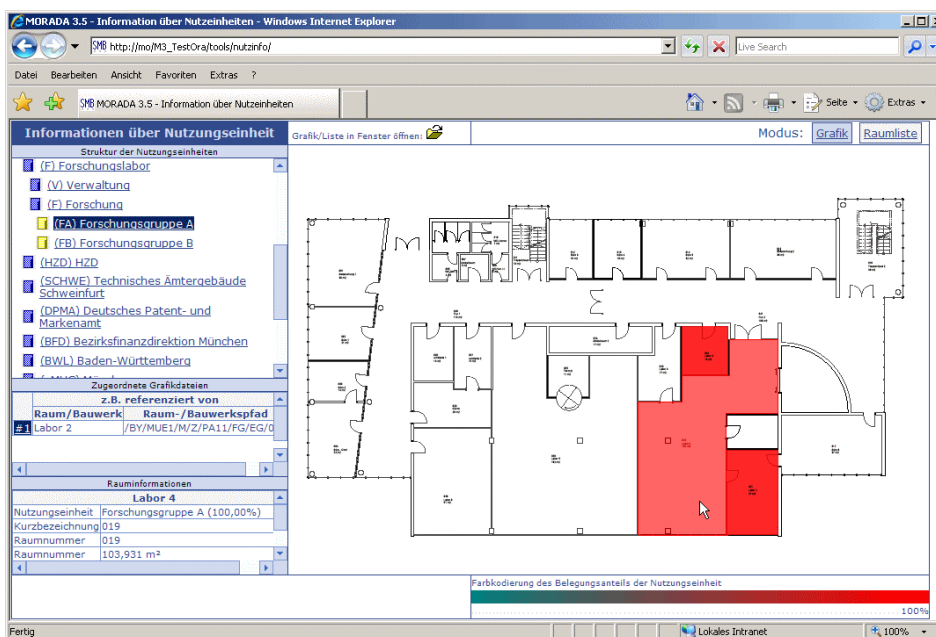 MORADA 3.5 - Information über Nutzeinheiten - Windows Internet Explorer
SMB http://mo/M3_TestOra/tools/nutzinfo/
Live Search
Datei Bearbeiten Ansicht Favoriten Extras ?
SMB MORADA 3.5 - Information über Nutzeinheiten
Seite
Extras
Informationen über Nutzungseinheit
Grafik/Liste in Fenster öffnen:
Modus: Grafik Raumliste
Struktur der Nutzungseinheiten
(F) Forschungslabor
(V) Verwaltung
(F) Forschung
(FA) Forschungsgruppe A
(FB) Forschungsgruppe B
(HZD) HZD
(SCHWE) Technisches Ämtergebäude
Schweinfurt
(DPMA) Deutsches Patent- und
Markenamt
(BFD) Bezirksfinanzdirektion München
(BWL) Baden-Württemberg
Zugeordnete Grafikdateien
z.B. referenziert von
Raum/Bauwerk Raum-/Bauwerkspfad
#1 Labor 2 /BY/MUE1/M/Z/PA11/FG/EG/0
Rauminformationen
Labor 4
Nutzungseinheit Forschungsgruppe A (100,00%)
Kurzbezeichnung 019
Raumnummer 019
Raumnummer 103,931 m²
Farbkodierung des Belegungsanteils der Nutzungseinheit
100%
Fertig
Lokales Intranet
100%